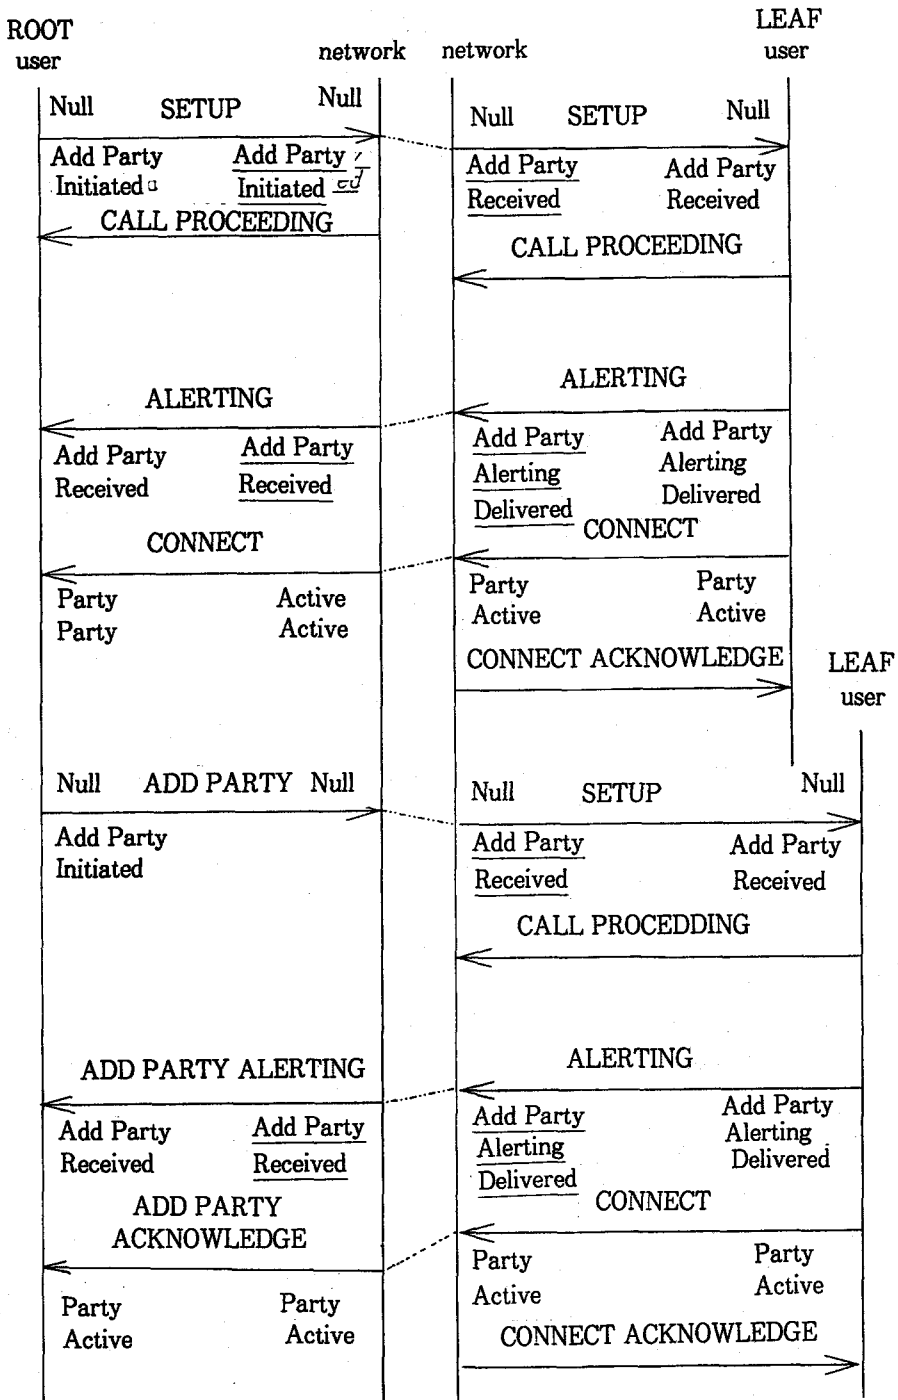 ROOT
user
network
network
LEAF
user
Null SETUP Null
Null SETUP Null
Add Party
Initiated
Add Party
Initiated
Add Party
Received
Add Party
Received
CALL PROCEEDING
CALL PROCEEDING
ALERTING
ALERTING
Add Party
Received
Add Party
Received
Add Party
Alerting
Delivered
Add Party
Alerting
Delivered
CONNECT
CONNECT
Party Active
Party Active
Party
Active
Party
Active
CONNECT ACKNOWLEDGE
LEAF
user
Null ADD PARTY Null
Null SETUP Null
Add Party
Initiated
Add Party
Received
Add Party
Received
CALL PROCEDDING
ADD PARTY ALERTING
ALERTING
Add Party
Received
Add Party
Received
Add Party
Alerting
Delivered
Add Party
Alerting
Delivered
ADD PARTY
ACKNOWLEDGE
CONNECT
Party
Active
Party
Active
Party
Active
Party
Active
CONNECT ACKNOWLEDGE